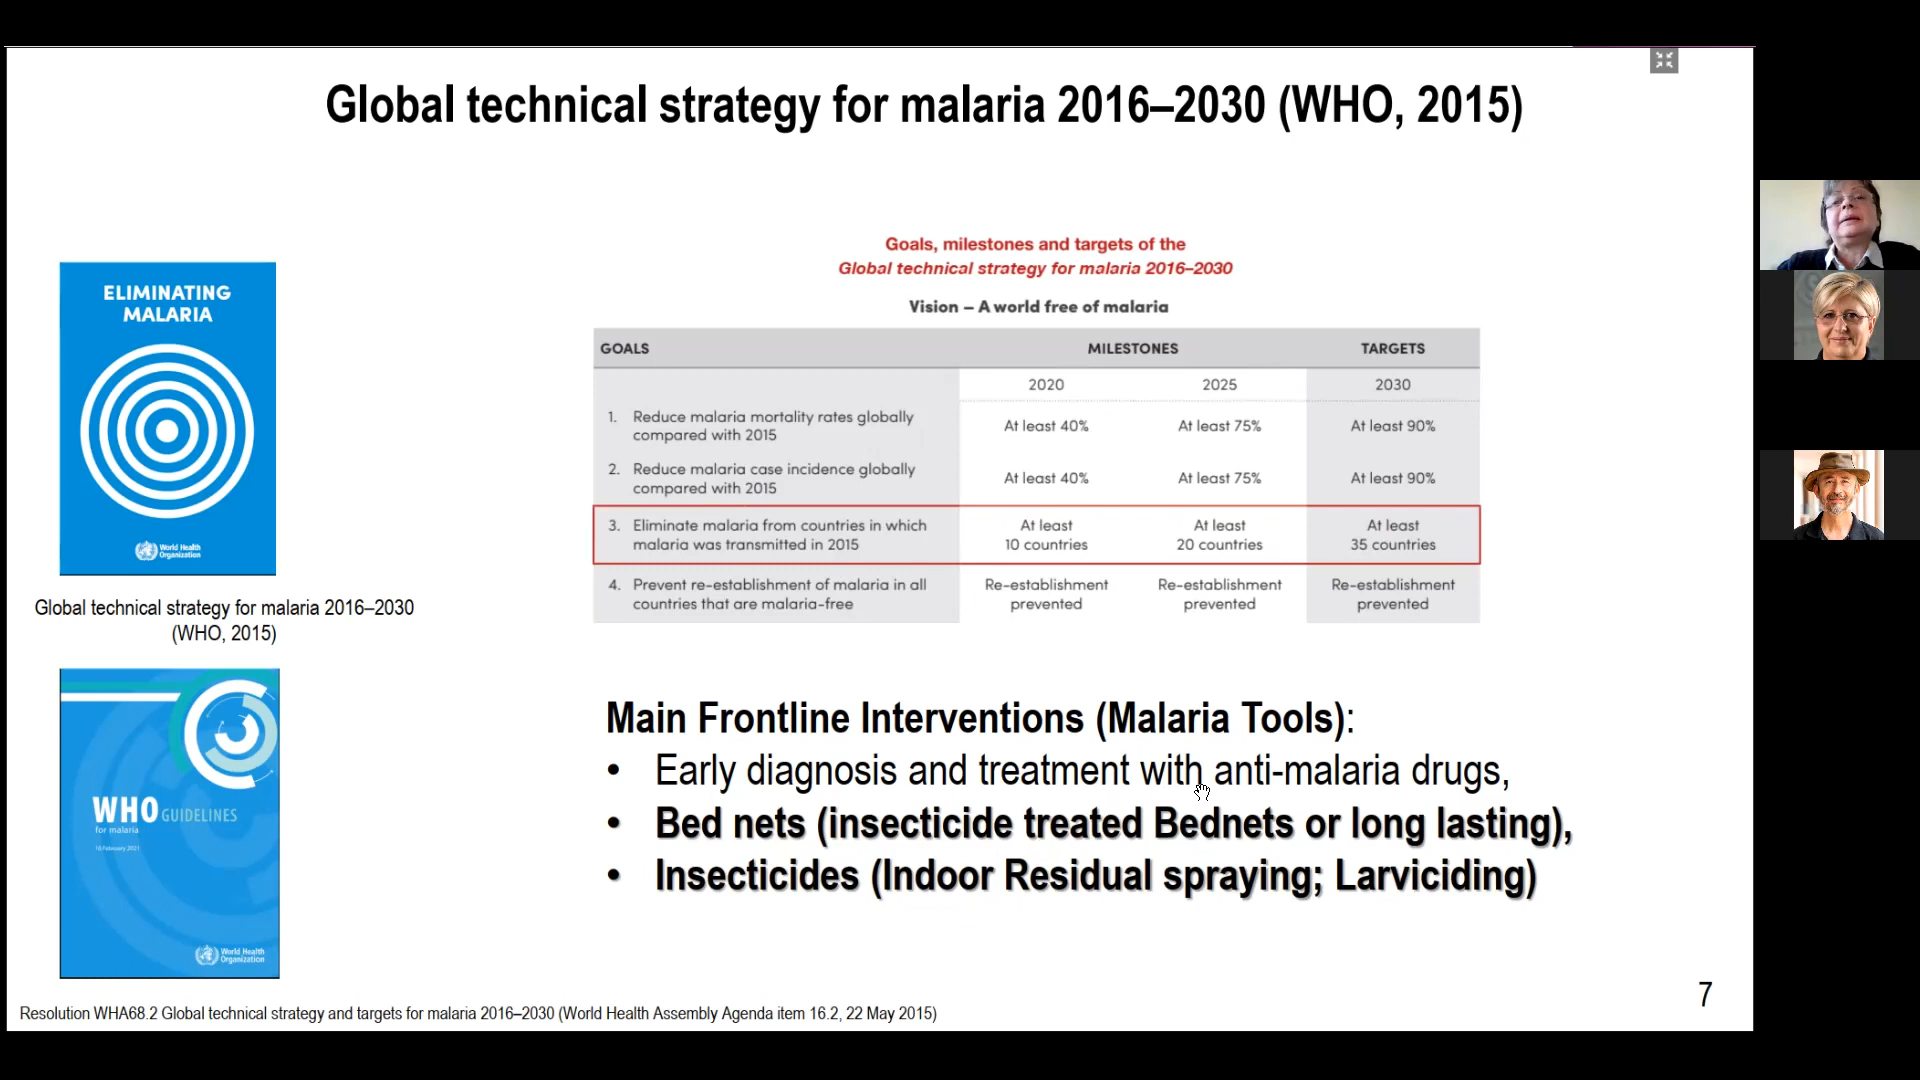 Global technical strategy for malaria 2016–2030 (WHO, 2015)
ELIMINATING
MALARIA
World Health
Organization
Global technical strategy for malaria 2016–2030
(WHO, 2015)
WHO GUIDELINES
for malaria
16 February 2021
World Health
Organization
Goals, milestones and targets of the
Global technical strategy for malaria 2016–2030
Vision – A world free of malaria
GOALS MILESTONES TARGETS
2020 2025 2030
1. Reduce malaria mortality rates globally
compared with 2015
At least 40% At least 75% At least 90%
2. Reduce malaria case incidence globally
compared with 2015
At least 40% At least 75% At least 90%
3. Eliminate malaria from countries in which
malaria was transmitted in 2015
At least
10 countries
At least
20 countries
At least
35 countries
4. Prevent re-establishment of malaria in all
countries that are malaria-free
Re-establishment
prevented
Re-establishment
prevented
Re-establishment
prevented
Main Frontline Interventions (Malaria Tools):
• Early diagnosis and treatment with anti-malaria drugs,
• Bed nets (insecticide treated Bednets or long lasting),
• Insecticides (Indoor Residual spraying; Larviciding)
7
Resolution WHA68.2 Global technical strategy and targets for malaria 2016–2030 (World Health Assembly Agenda item 16.2, 22 May 2015)